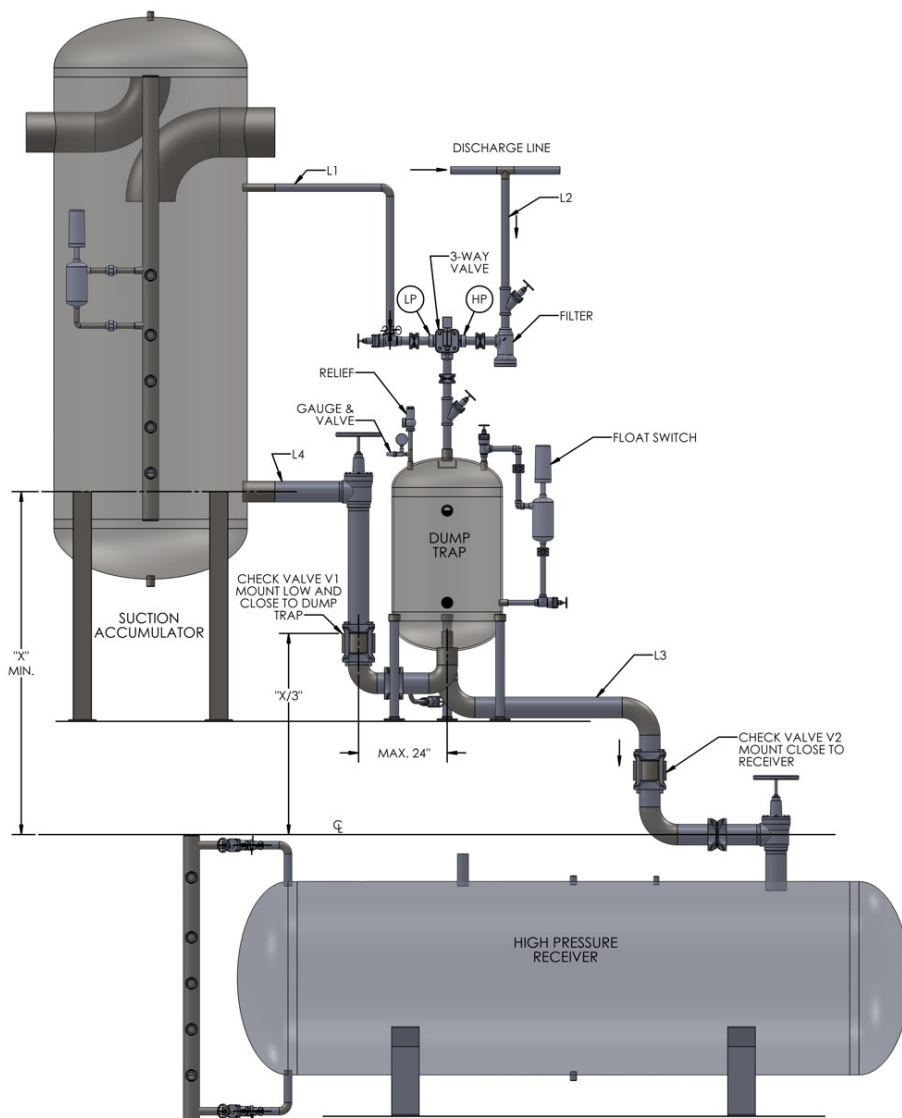 DISCHARGE LINE
L1
L2
3-WAY
VALVE
LP
HP
FILTER
RELIEF
GAUGE &
VALVE
FLOAT SWITCH
L4
DUMP
TRAP
CHECK VALVE V1
MOUNT LOW AND
CLOSE TO DUMP
TRAP
SUCTION
ACCUMULATOR
"X"
MIN.
"X/3"
L3
MAX. 24"
CHECK VALVE V2
MOUNT CLOSE TO
RECEIVER
℄
HIGH PRESSURE
RECEIVER